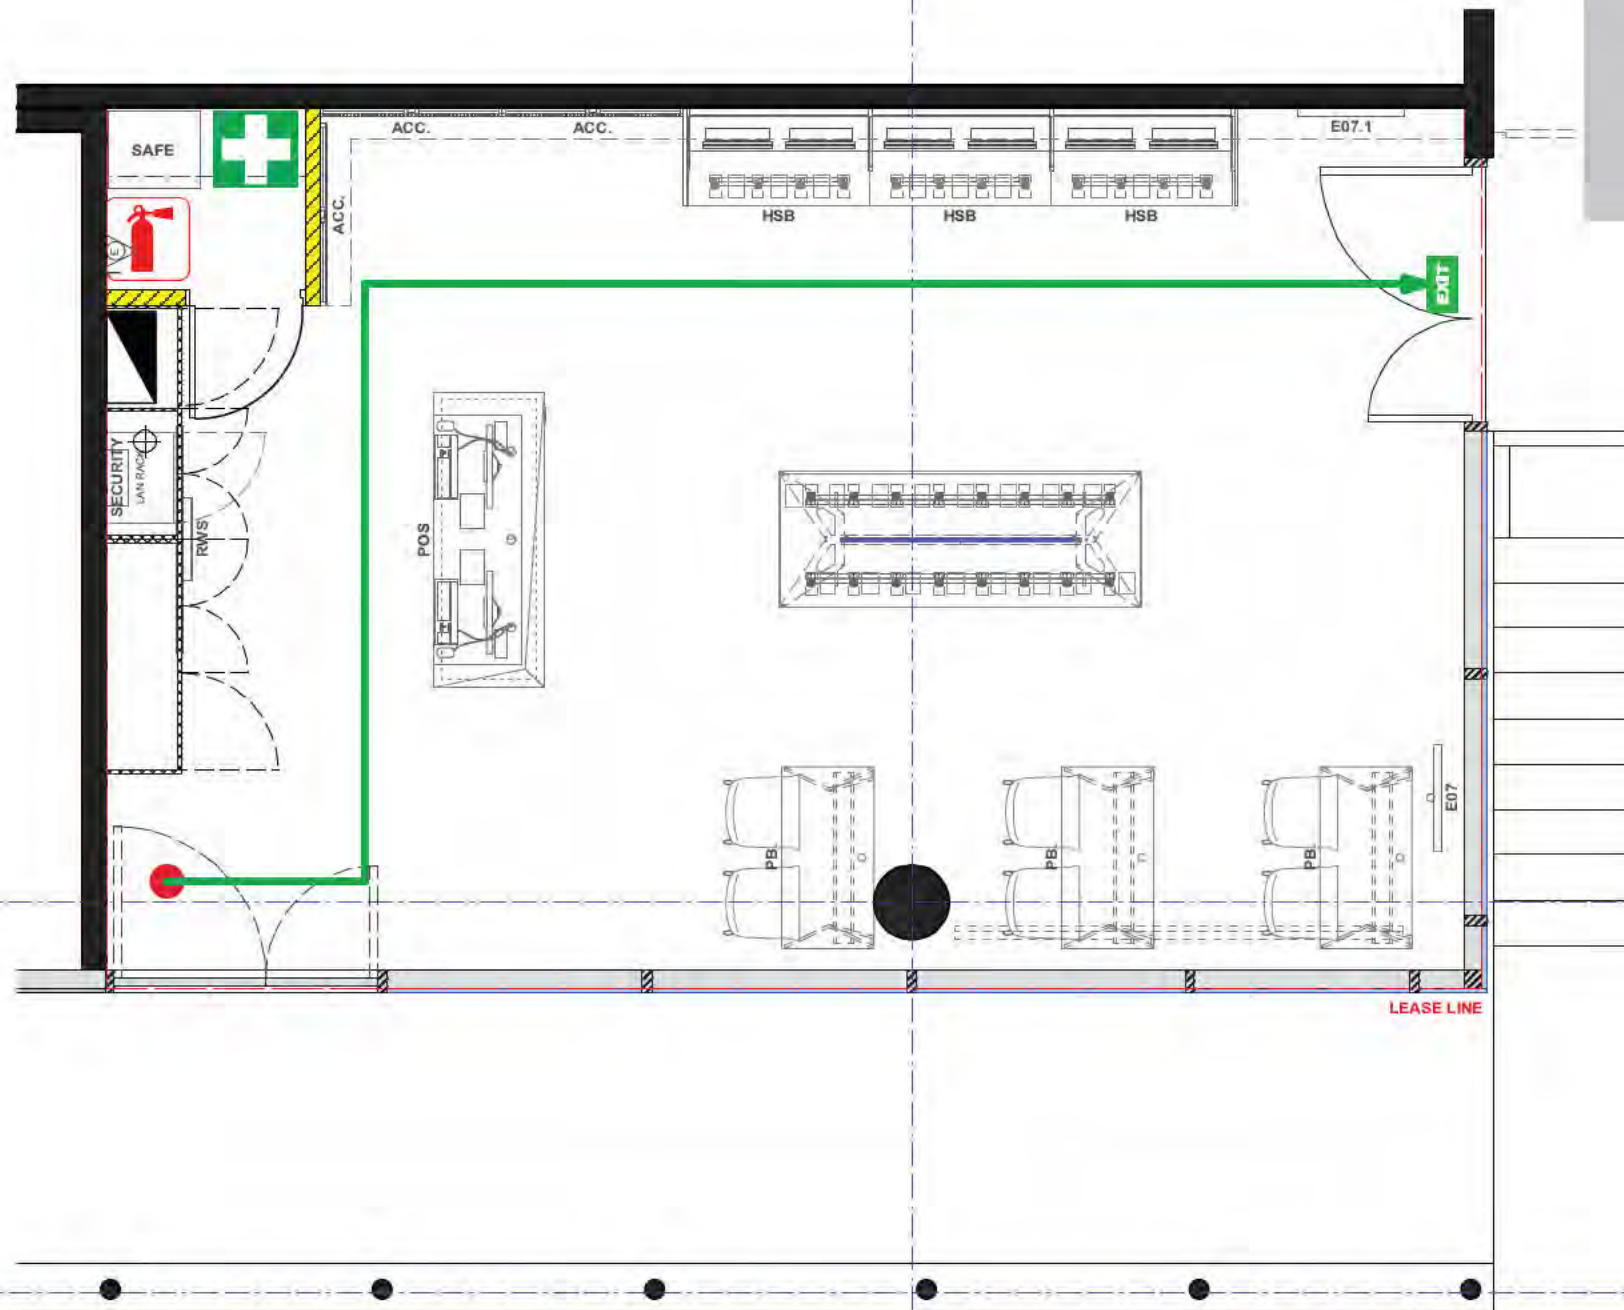 SAFE
ACC.
ACC.
E07.1
ACC.
HSB
HSB
HSB
E
EXIT
SECURITY
LAN RACK
RWS
POS
PB.
PB.
PB.
E07
LEASE LINE